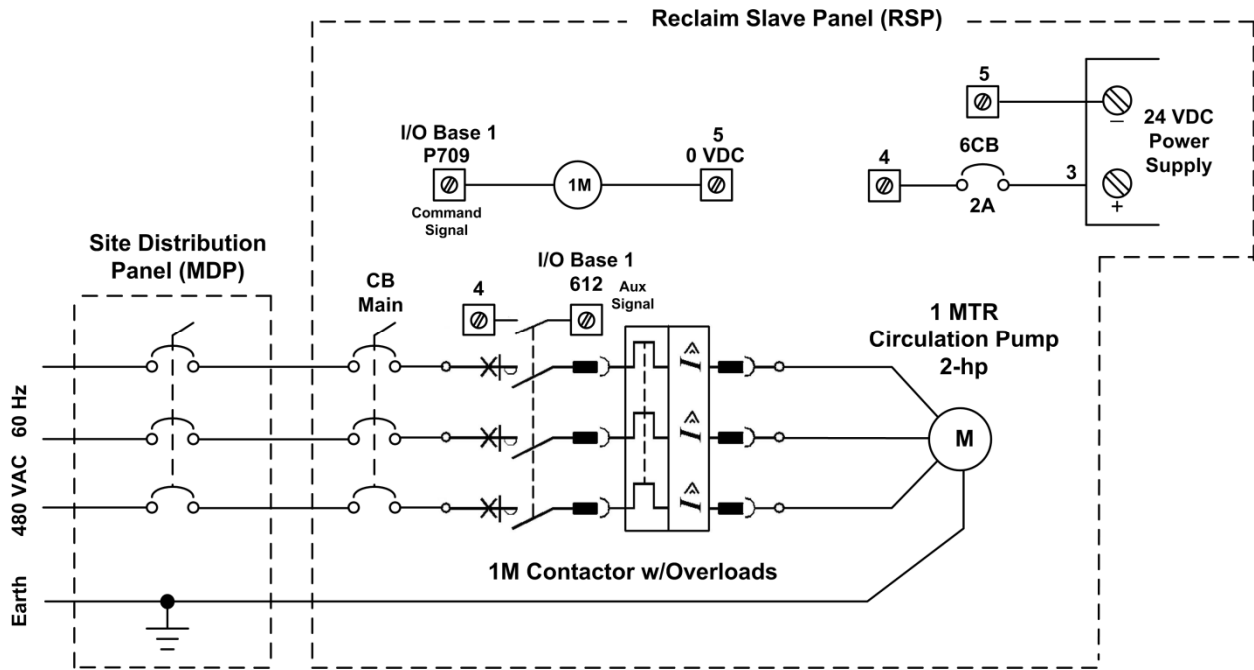 Reclaim Slave Panel (RSP)
5
24 VDC
Power
Supply
−
+
6CB
4
3
2A
I/O Base 1
P709
Command
Signal
1M
5
0 VDC
Site Distribution
Panel (MDP)
CB
Main
4
I/O Base 1
612
Aux
Signal
1 MTR
Circulation Pump
2-hp
I>
I>
I>
M
480 VAC 60 Hz
Earth
1M Contactor w/Overloads